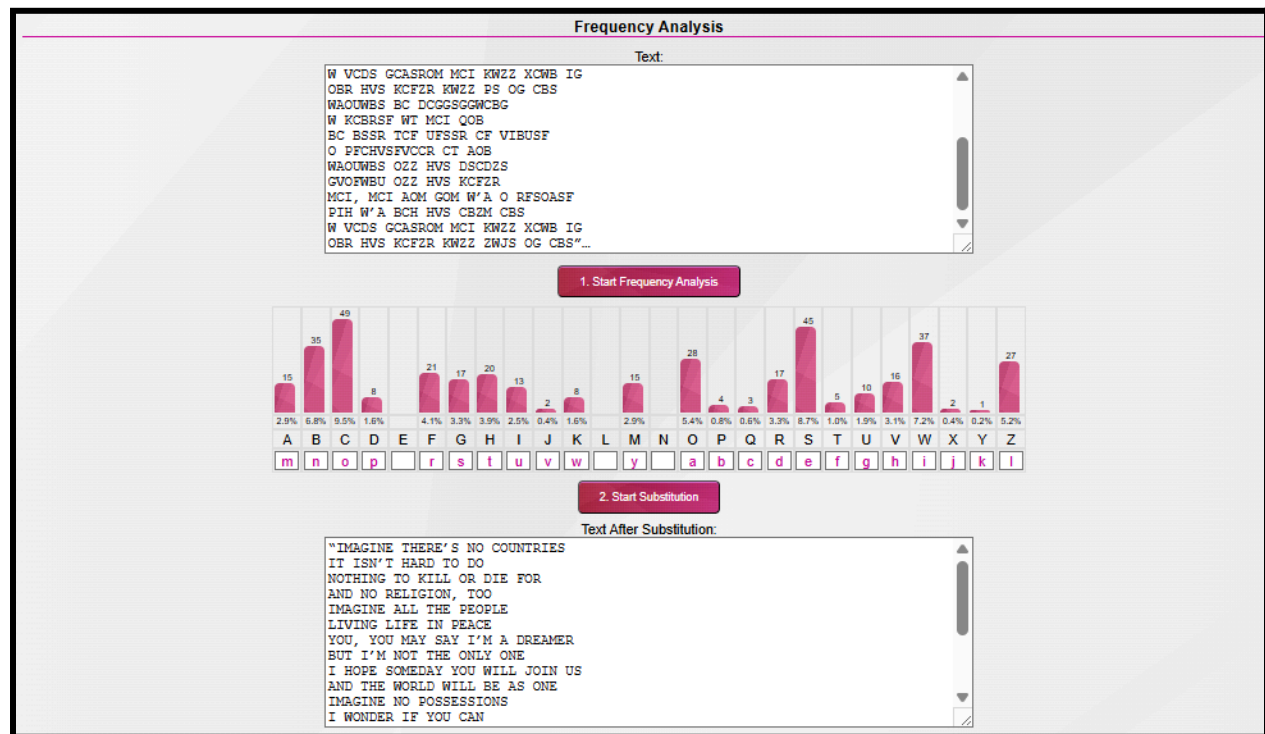 Frequency Analysis
Text:
W VCDS GCASROM MCI KWZZ XCWB IG
OBR HVS KCFZR KWZZ PS OG CBS
WAOUWBS BC DCGGSGGWCBG
W KCBRSF WT MCI QOB
BC BSSR TCF UFSSR CF VIBUSF
O PFCHVSFVCCR CT AOB
WAOUWBS OZZ HVS DSCDZS
GVOFWBU OZZ HVS KCFZR
MCI, MCI AOM GOM W'A O RFSOASF
PIH W'A BCH HVS CBZM CBS
W VCDS GCASROM MCI KWZZ XCWB IG
OBR HVS KCFZR KWZZ ZWJS OG CBS”…
1. Start Frequency Analysis
15 35 49 8 21 17 20 13 2 8 15 28 4 3 17 45 5 10 16 37 2 1 27
2.9% 6.8% 9.5% 1.6% 4.1% 3.3% 3.9% 2.5% 0.4% 1.6% 2.9% 5.4% 0.8% 0.6% 3.3% 8.7% 1.0% 1.9% 3.1% 7.2% 0.4% 0.2% 5.2%
A B C D E F G H I J K L M N O P Q R S T U V W X Y Z
m n o p r s t u v w y a b c d e f g h i j k l
2. Start Substitution
Text After Substitution:
“IMAGINE THERE’S NO COUNTRIES
IT ISN’T HARD TO DO
NOTHING TO KILL OR DIE FOR
AND NO RELIGION, TOO
IMAGINE ALL THE PEOPLE
LIVING LIFE IN PEACE
YOU, YOU MAY SAY I’M A DREAMER
BUT I’M NOT THE ONLY ONE
I HOPE SOMEDAY YOU WILL JOIN US
AND THE WORLD WILL BE AS ONE
IMAGINE NO POSSESSIONS
I WONDER IF YOU CAN